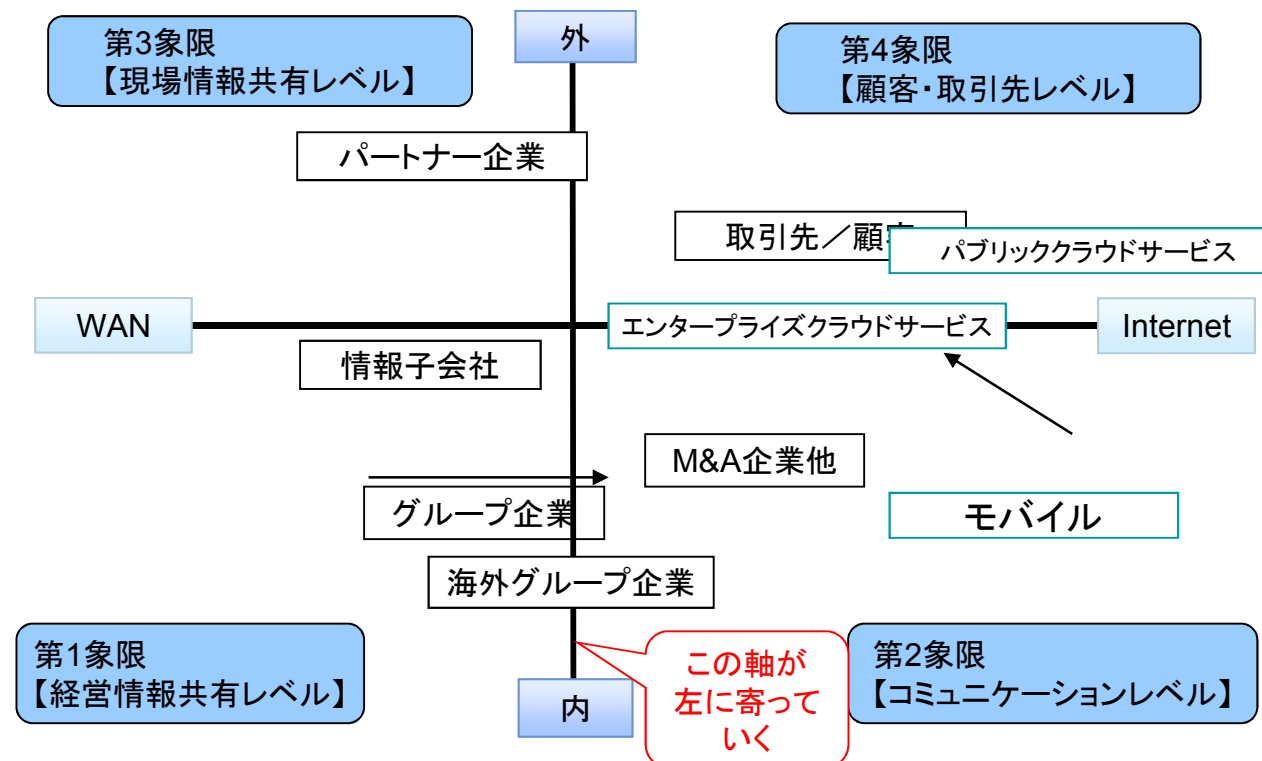 第3象限
【現場情報共有レベル】
外
第4象限
【顧客・取引先レベル】
パートナー企業
取引先／顧
パブリッククラウドサービス
WAN
エンタープライズクラウドサービス
Internet
情報子会社
M&A企業他
グループ企業
モバイル
海外グループ企業
第1象限
【経営情報共有レベル】
この軸が
左に寄って
いく
第2象限
【コミュニケーションレベル】
内